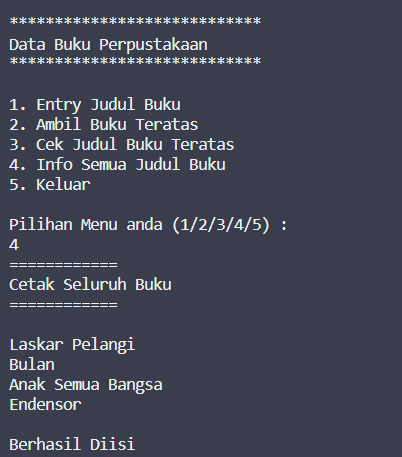 ****************************
Data Buku Perpustakaan
****************************
1. Entry Judul Buku
2. Ambil Buku Teratas
3. Cek Judul Buku Teratas
4. Info Semua Judul Buku
5. Keluar
Pilihan Menu anda (1/2/3/4/5) :
4
============
Cetak Seluruh Buku
============
Laskar Pelangi
Bulan
Anak Semua Bangsa
Endensor
Berhasil Diisi